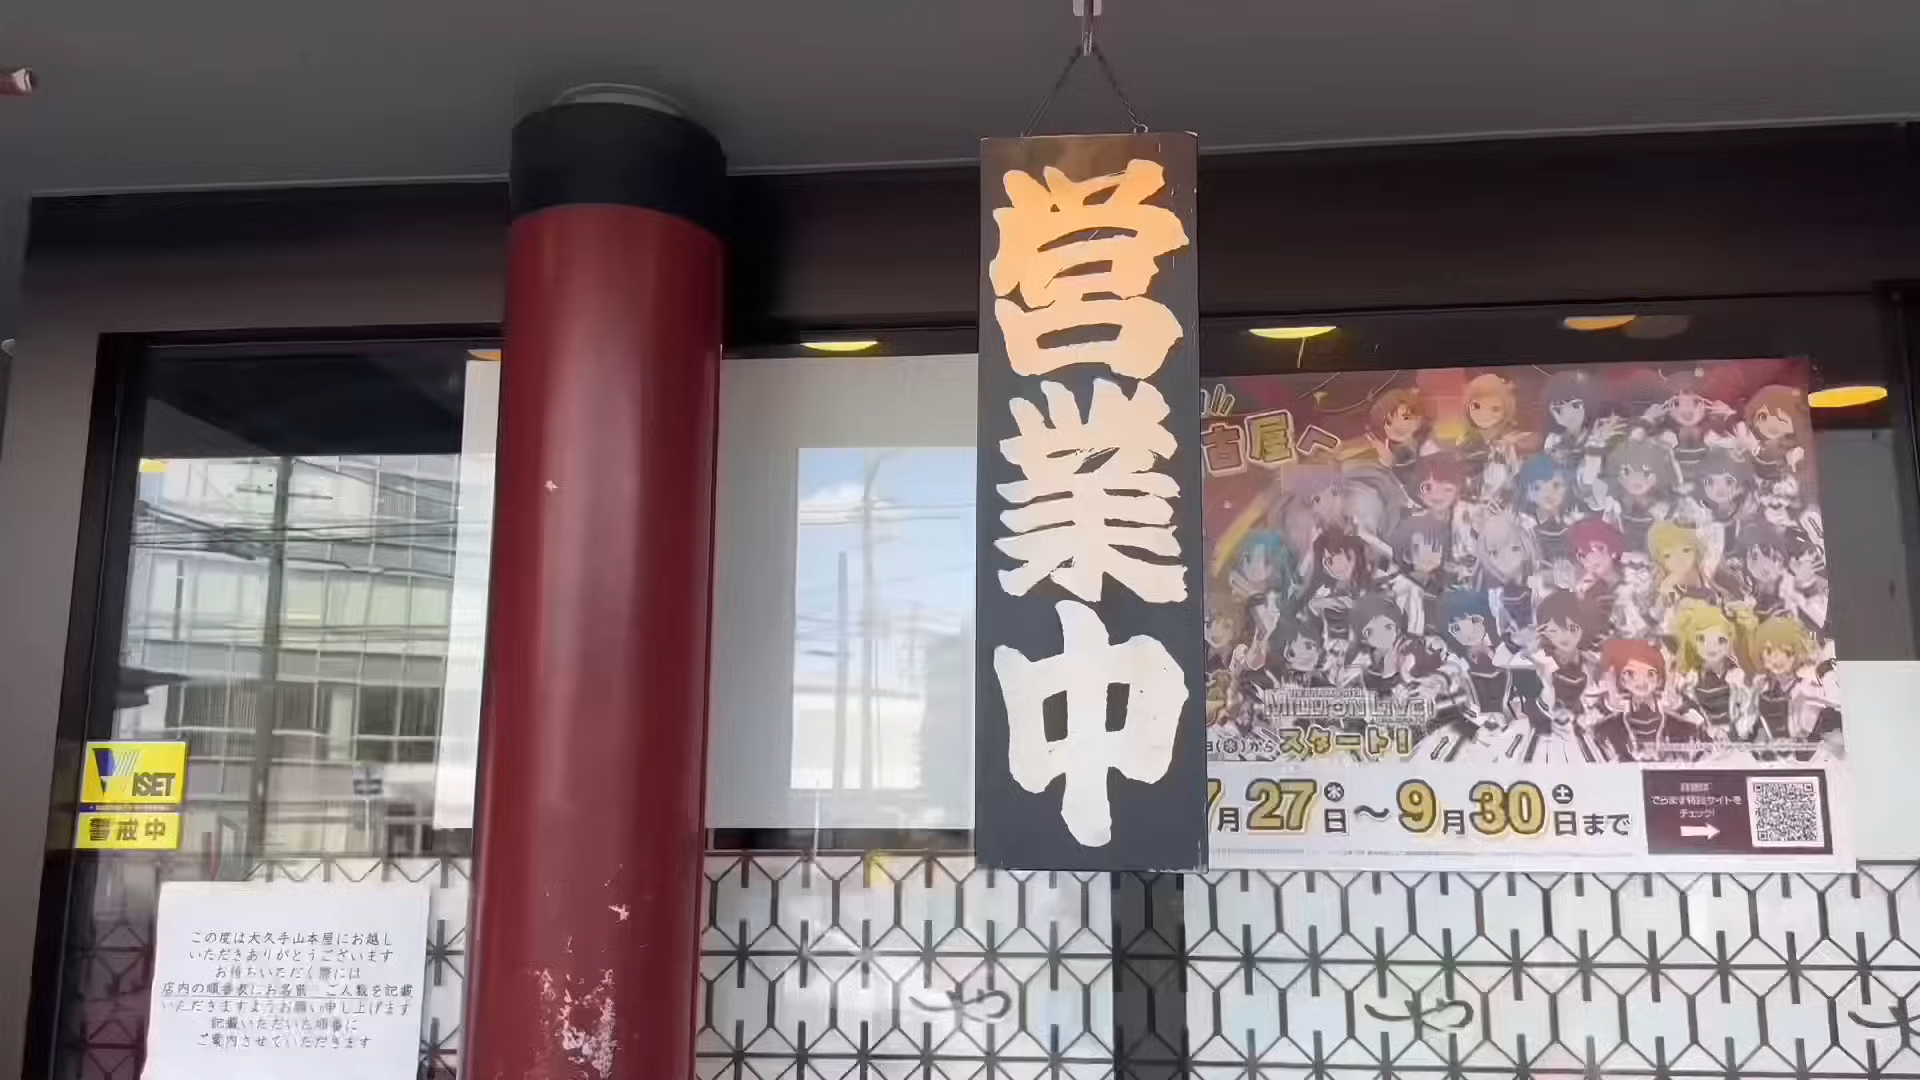 営業中
古屋へ
MILLION LIVE!
スタート!
月27日(木)～9月30日(土)まで
でらます特設サイトを
チェック!
VISET
警戒中
この度は大久手山本屋にお越し
いただきありがとうございます
お待ちいただく際には
店内の順番表にお名前 ご人数を記載
いただきますようお願い申し上げます
記載いただいた順番に
ご案内させていただきます